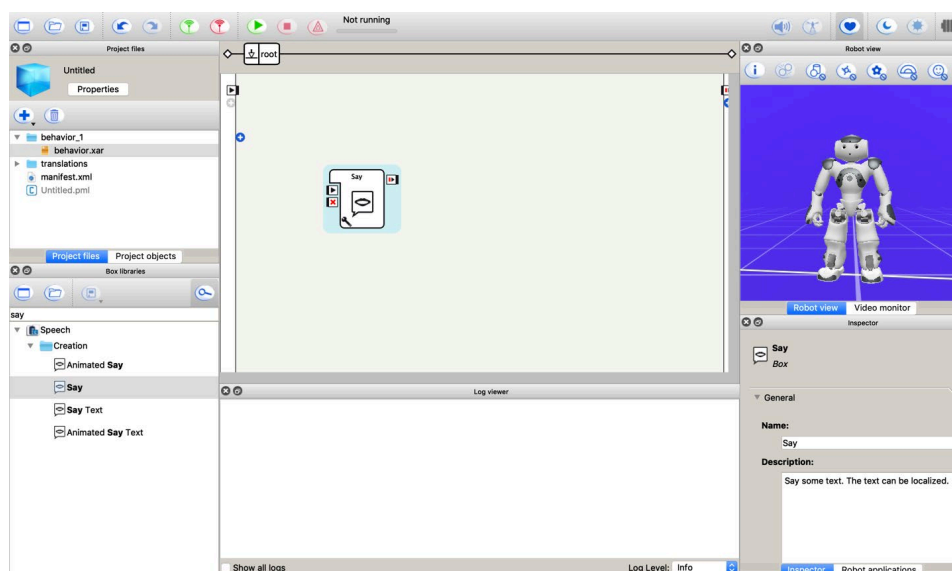 Not running
Project files
Untitled
Properties
behavior_1
behavior.xar
translations
manifest.xml
Untitled.pml
Project files
Project objects
Box libraries
say
Speech
Creation
Animated Say
Say
Say Text
Animated Say Text
root
Say
Log viewer
Show all logs
Log Level: Info
Robot view
Robot view
Video monitor
Inspector
Say
Box
General
Name:
Say
Description:
Say some text. The text can be localized.
Inspector
Robot applications